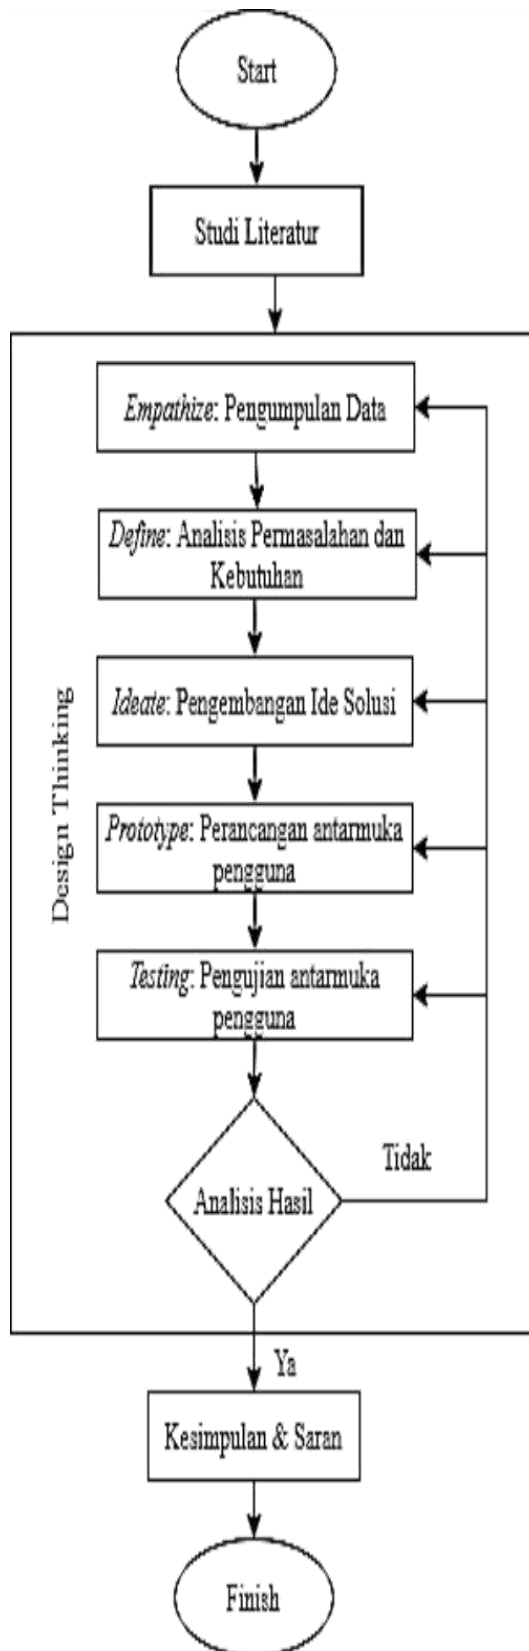 Start
Studi Literatur
Design Thinking
Empathize: Pengumpulan Data
Define: Analisis Permasalahan dan
Kebutuhan
Ideate: Pengembangan Ide Solusi
Prototype: Perancangan antarmuka
pengguna
Testing: Pengujian antarmuka
pengguna
Analisis Hasil
Tidak
Ya
Kesimpulan & Saran
Finish